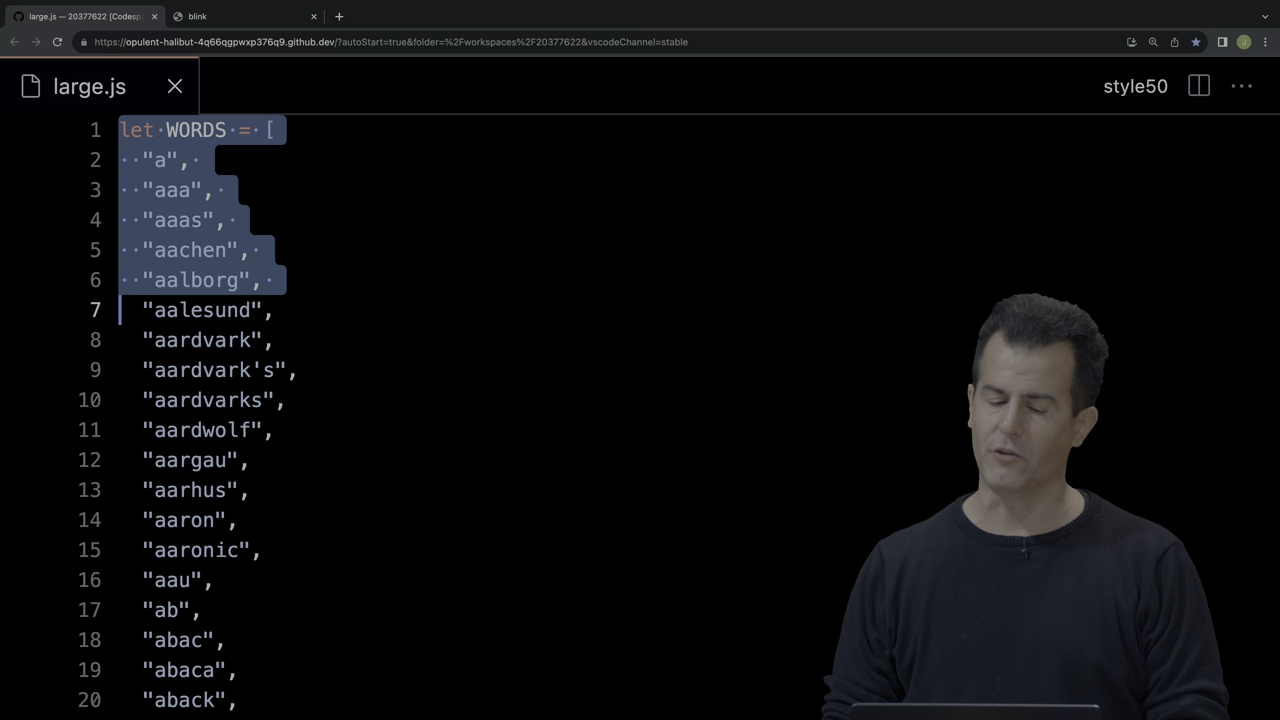 large.js — 20377622 [Codesp
blink
https://opulent-halibut-4q66qgpwxp376q9.github.dev/?autoStart=true&folder=%2Fworkspaces%2F20377622&vscodeChannel=stable
J
large.js
style50
1 let·WORDS·=·[
2 ··"a",·
3 ··"aaa",·
4 ··"aaas",·
5 ··"aachen",·
6 ··"aalborg",·
7 "aalesund",
8 "aardvark",
9 "aardvark's",
10 "aardvarks",
11 "aardwolf",
12 "aargau",
13 "aarhus",
14 "aaron",
15 "aaronic",
16 "aau",
17 "ab",
18 "abac",
19 "abaca",
20 "aback",